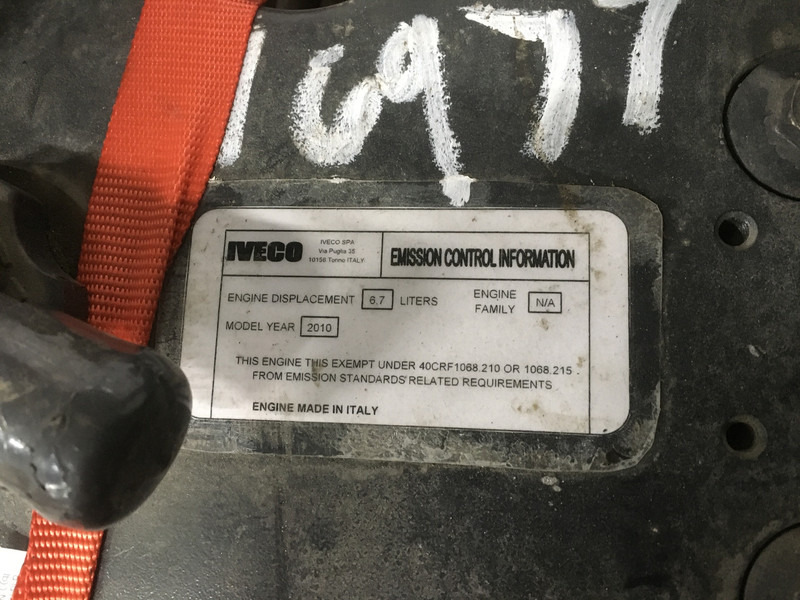 16977
IVECO
IVECO SPA
Via Puglia 35
10156 Torino ITALY.
EMISSION CONTROL INFORMATION
ENGINE DISPLACEMENT 6.7 LITERS
ENGINE FAMILY N/A
MODEL YEAR 2010
THIS ENGINE THIS EXEMPT UNDER 40CRF1068.210 OR 1068.215
FROM EMISSION STANDARDS RELATED REQUIREMENTS
ENGINE MADE IN ITALY